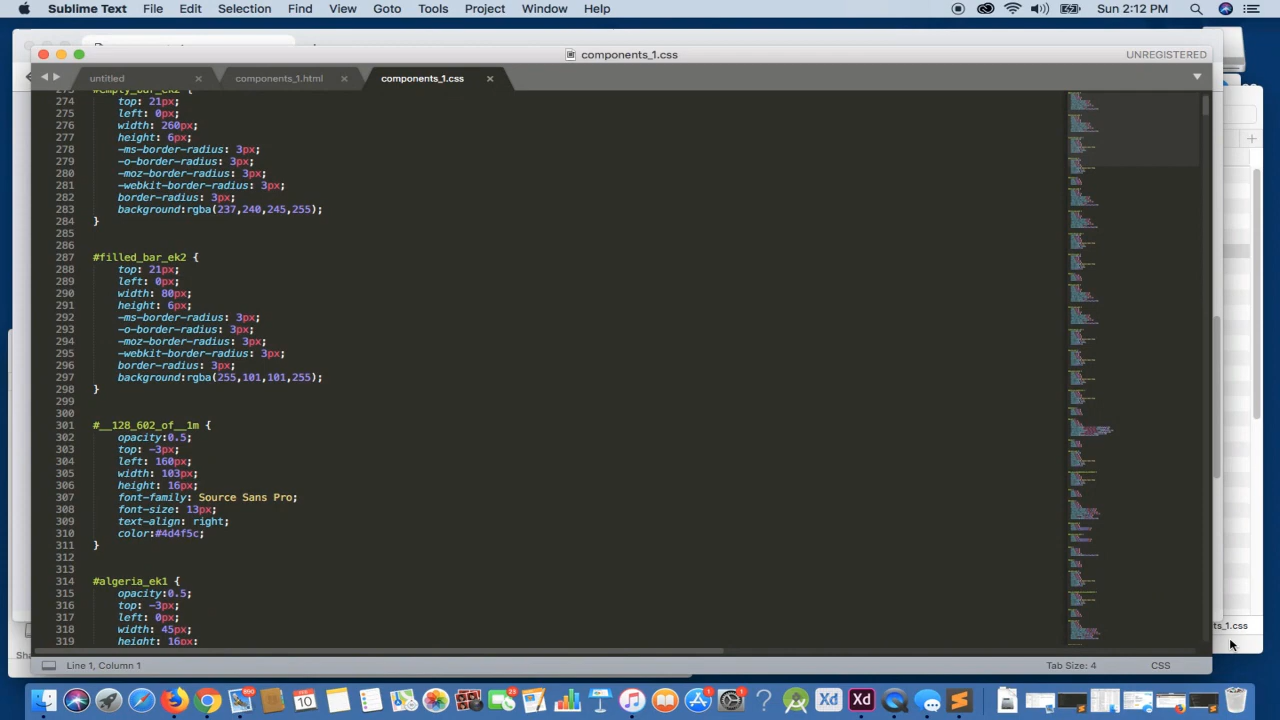 Sublime Text File Edit Selection Find View Goto Tools Project Window Help Sun 2:12 PM
components_1.css UNREGISTERED
untitled components_1.html components_1.css
273 #empty_bar_ek2 {
274 top: 21px;
275 left: 0px;
276 width: 260px;
277 height: 6px;
278 -ms-border-radius: 3px;
279 -o-border-radius: 3px;
280 -moz-border-radius: 3px;
281 -webkit-border-radius: 3px;
282 border-radius: 3px;
283 background:rgba(237,240,245,255);
284 }
285
286
287 #filled_bar_ek2 {
288 top: 21px;
289 left: 0px;
290 width: 80px;
291 height: 6px;
292 -ms-border-radius: 3px;
293 -o-border-radius: 3px;
294 -moz-border-radius: 3px;
295 -webkit-border-radius: 3px;
296 border-radius: 3px;
297 background:rgba(255,101,101,255);
298 }
299
300
301 #__128_602_of__1m {
302 opacity:0.5;
303 top: -3px;
304 left: 160px;
305 width: 103px;
306 height: 16px;
307 font-family: Source Sans Pro;
308 font-size: 13px;
309 text-align: right;
310 color:#4d4f5c;
311 }
312
313
314 #algeria_ek1 {
315 opacity:0.5;
316 top: -3px;
317 left: 0px;
318 width: 45px;
319 height: 16px;
ts_1.css
Sha
Line 1, Column 1 Tab Size: 4 CSS
10
Xd Xd